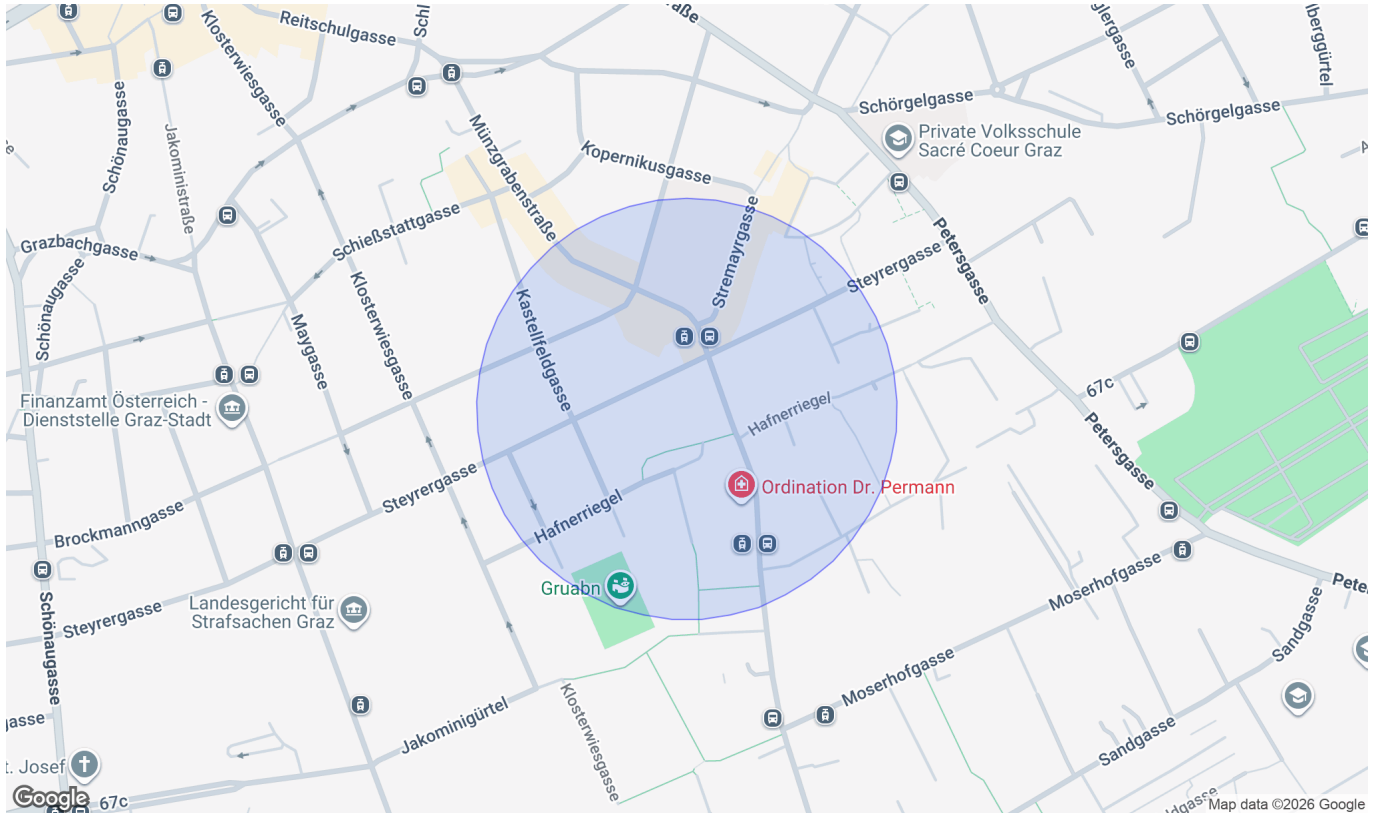 Reitschulgasse
Klosterwiesgasse
Schönaugasse
Jakoministraße
Münzgrabenstraße
Kopernikusgasse
Schörgelgasse
Schörgelgasse
Private Volksschule
Sacré Coeur Graz
Grazbachgasse
Schießstattgasse
Stremayrgasse
Steyrergasse
Petersgasse
Schönaugasse
Maygasse
Klosterwiesgasse
Kastellfeldgasse
67c
Finanzamt Österreich -
Dienststelle Graz-Stadt
Hafnerriegel
Petersgasse
Steyrergasse
Ordination Dr. Permann
Brockmanngasse
Hafnerriegel
Gruabn
Moserhofgasse
Landesgericht für
Strafsachen Graz
Steyrergasse
Schönaugasse
Sandgasse
Moserhofgasse
Jakominigürtel
Klosterwiesgasse
Sandgasse
t. Josef
67c
Google
Map data ©2026 Google